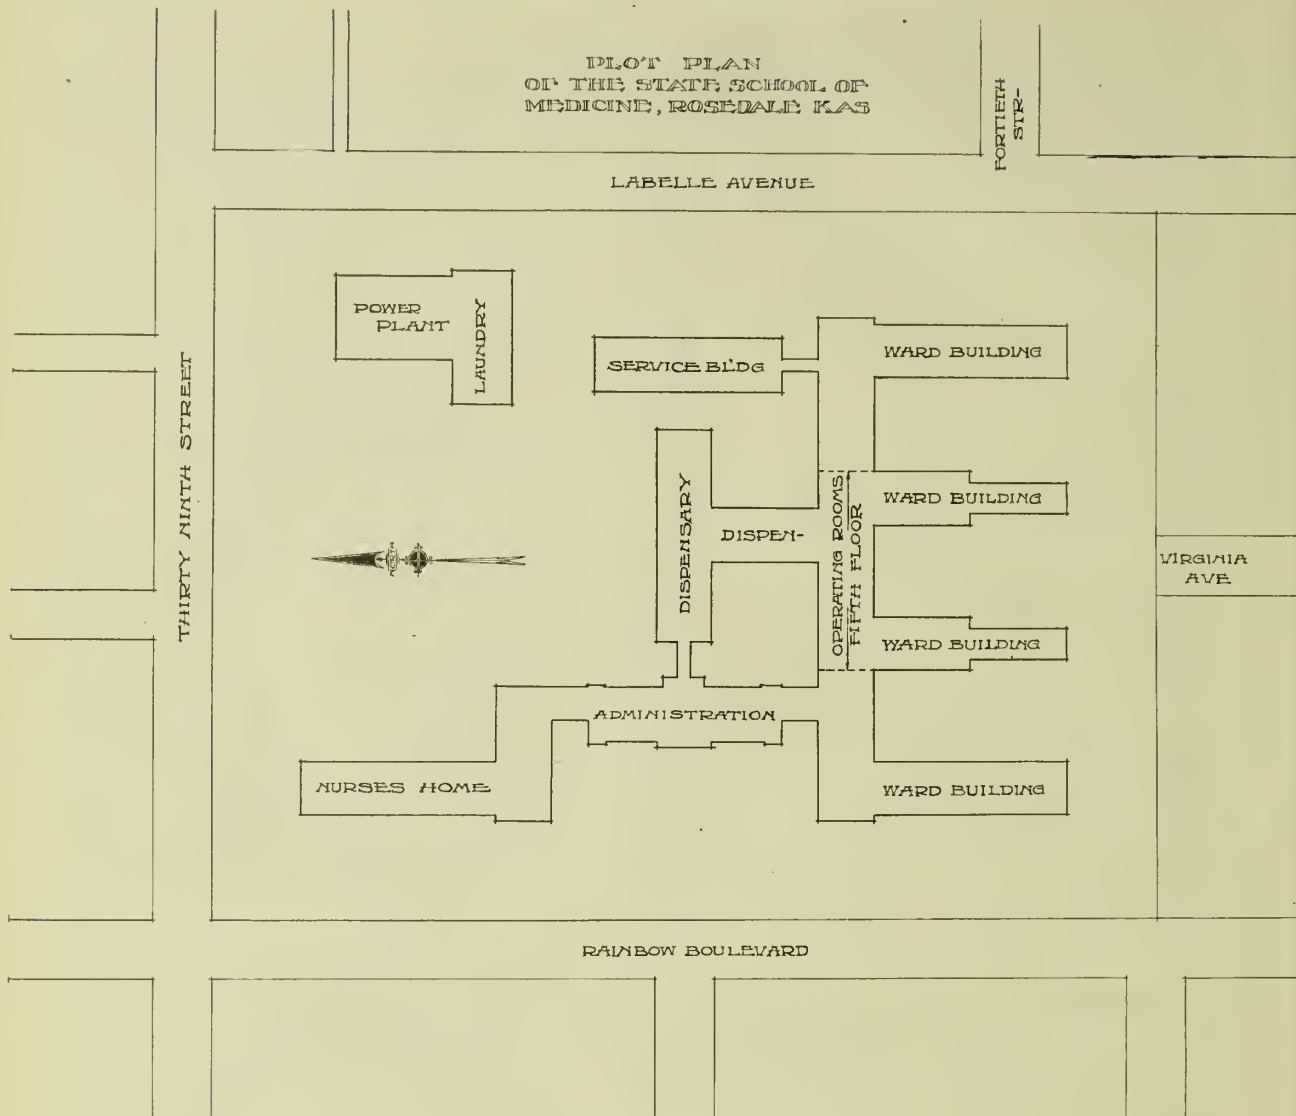 PLOT PLAN
OF THE STATE SCHOOL OF
MEDICINE, ROSEDALE KAS
FORTIETH
STR-
LABELLE AVENUE
POWER
PLANT
LAUNDRY
SERVICE BL'DG
WARD BUILDING
THIRTY NINTH STREET
DISPENSARY
DISPEN-
OPERATING ROOMS
FIFTH FLOOR
WARD BUILDING
NORTH
VIRGINIA
AVE
WARD BUILDING
ADMINISTRATION
NURSES HOME
WARD BUILDING
RAINBOW BOULEVARD